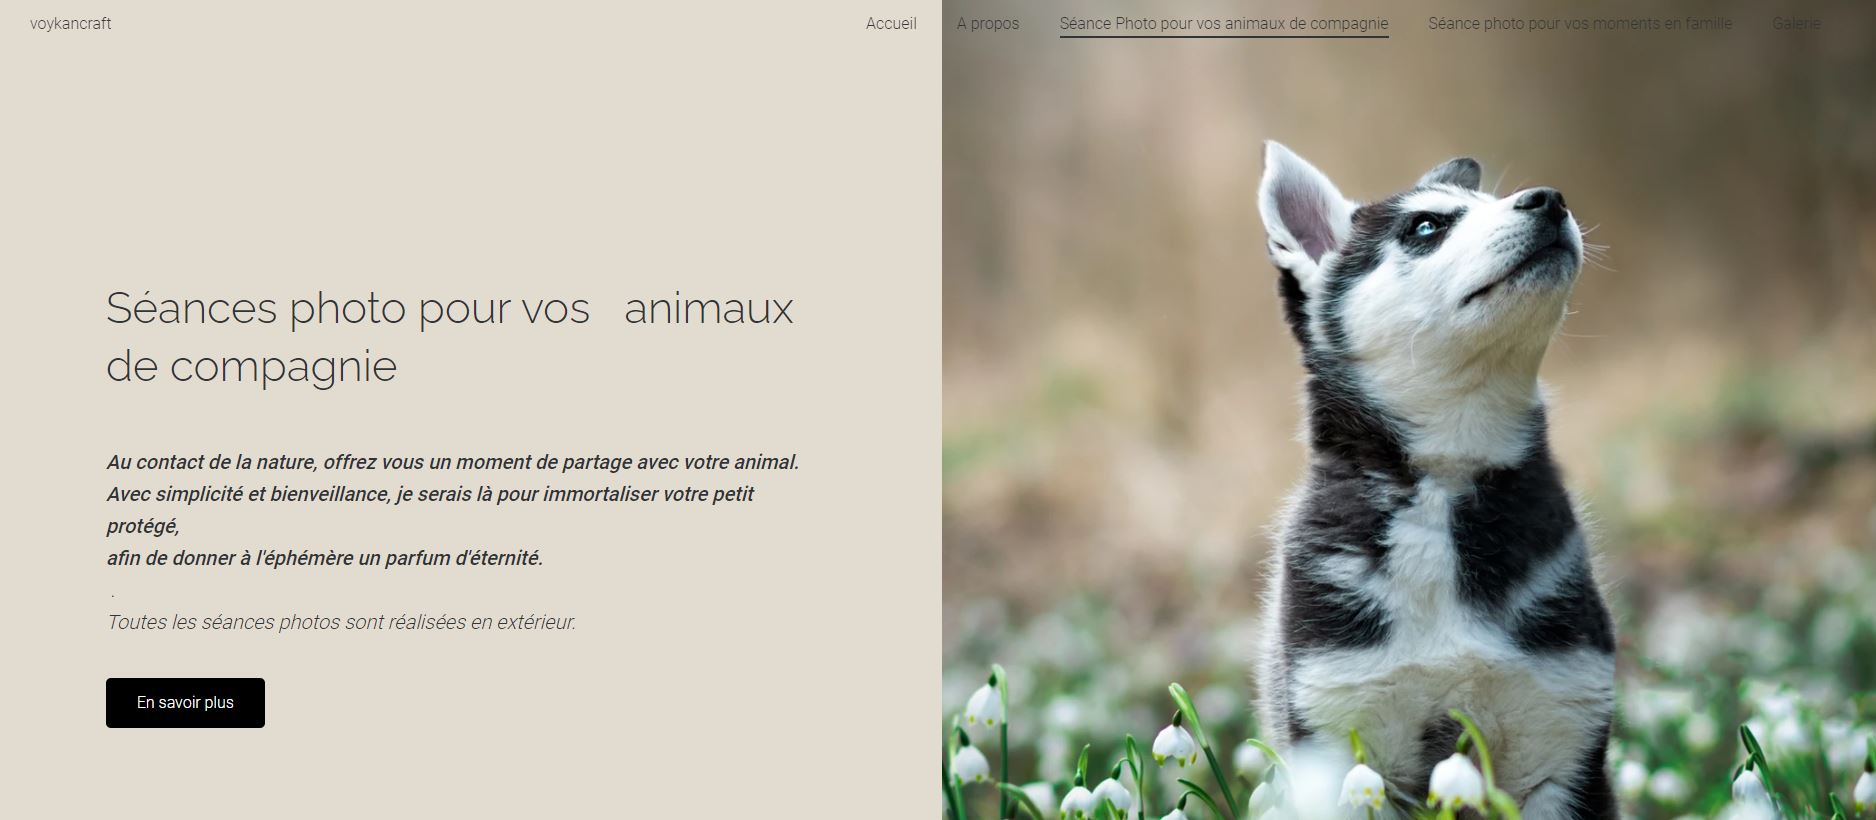 voykancraft
Accueil
A propos
Séance Photo pour vos animaux de compagnie
Séance photo pour vos moments en famille
Galerie
Séances photo pour vos animaux
de compagnie
Au contact de la nature, offrez vous un moment de partage avec votre animal.
Avec simplicité et bienveillance, je serais là pour immortaliser votre petit
protégé,
afin de donner à l'éphémère un parfum d'éternité.
.
Toutes les séances photos sont réalisées en extérieur.
En savoir plus